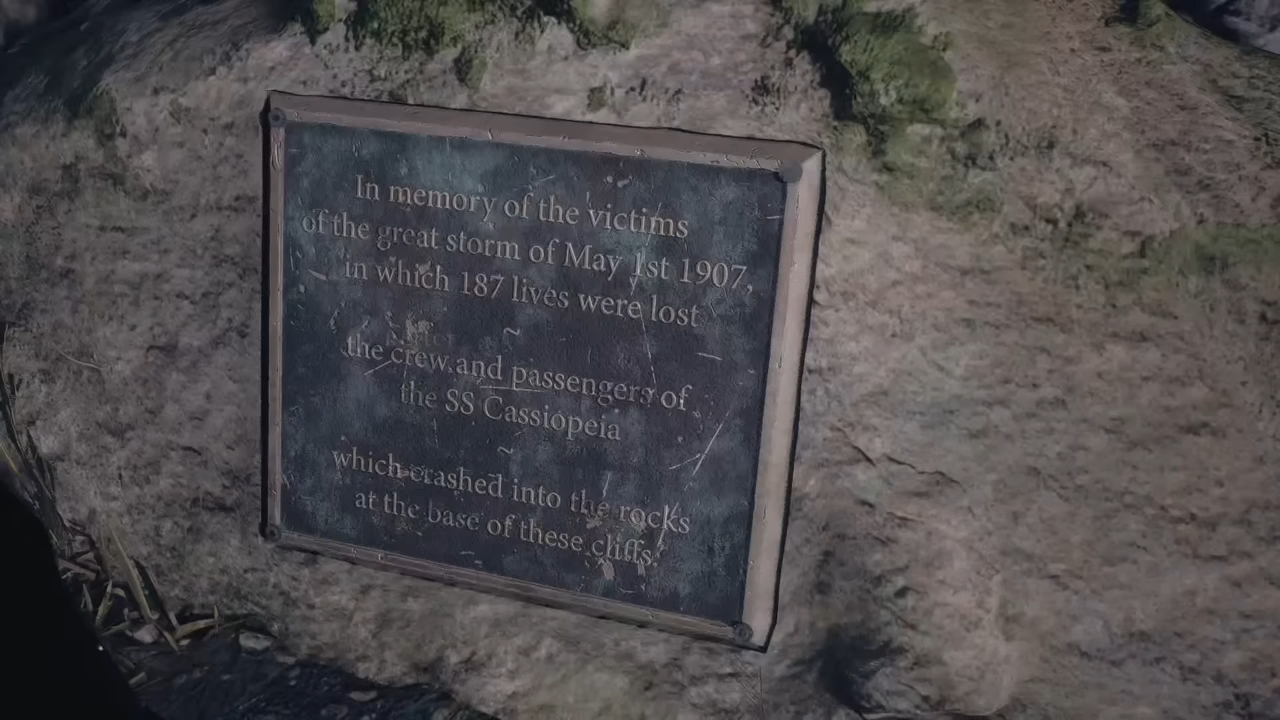 In memory of the victims
of the great storm of May 1st 1907,
in which 187 lives were lost
~
the crew and passengers of
the SS Cassiopeia
~
which crashed into the rocks
at the base of these cliffs.